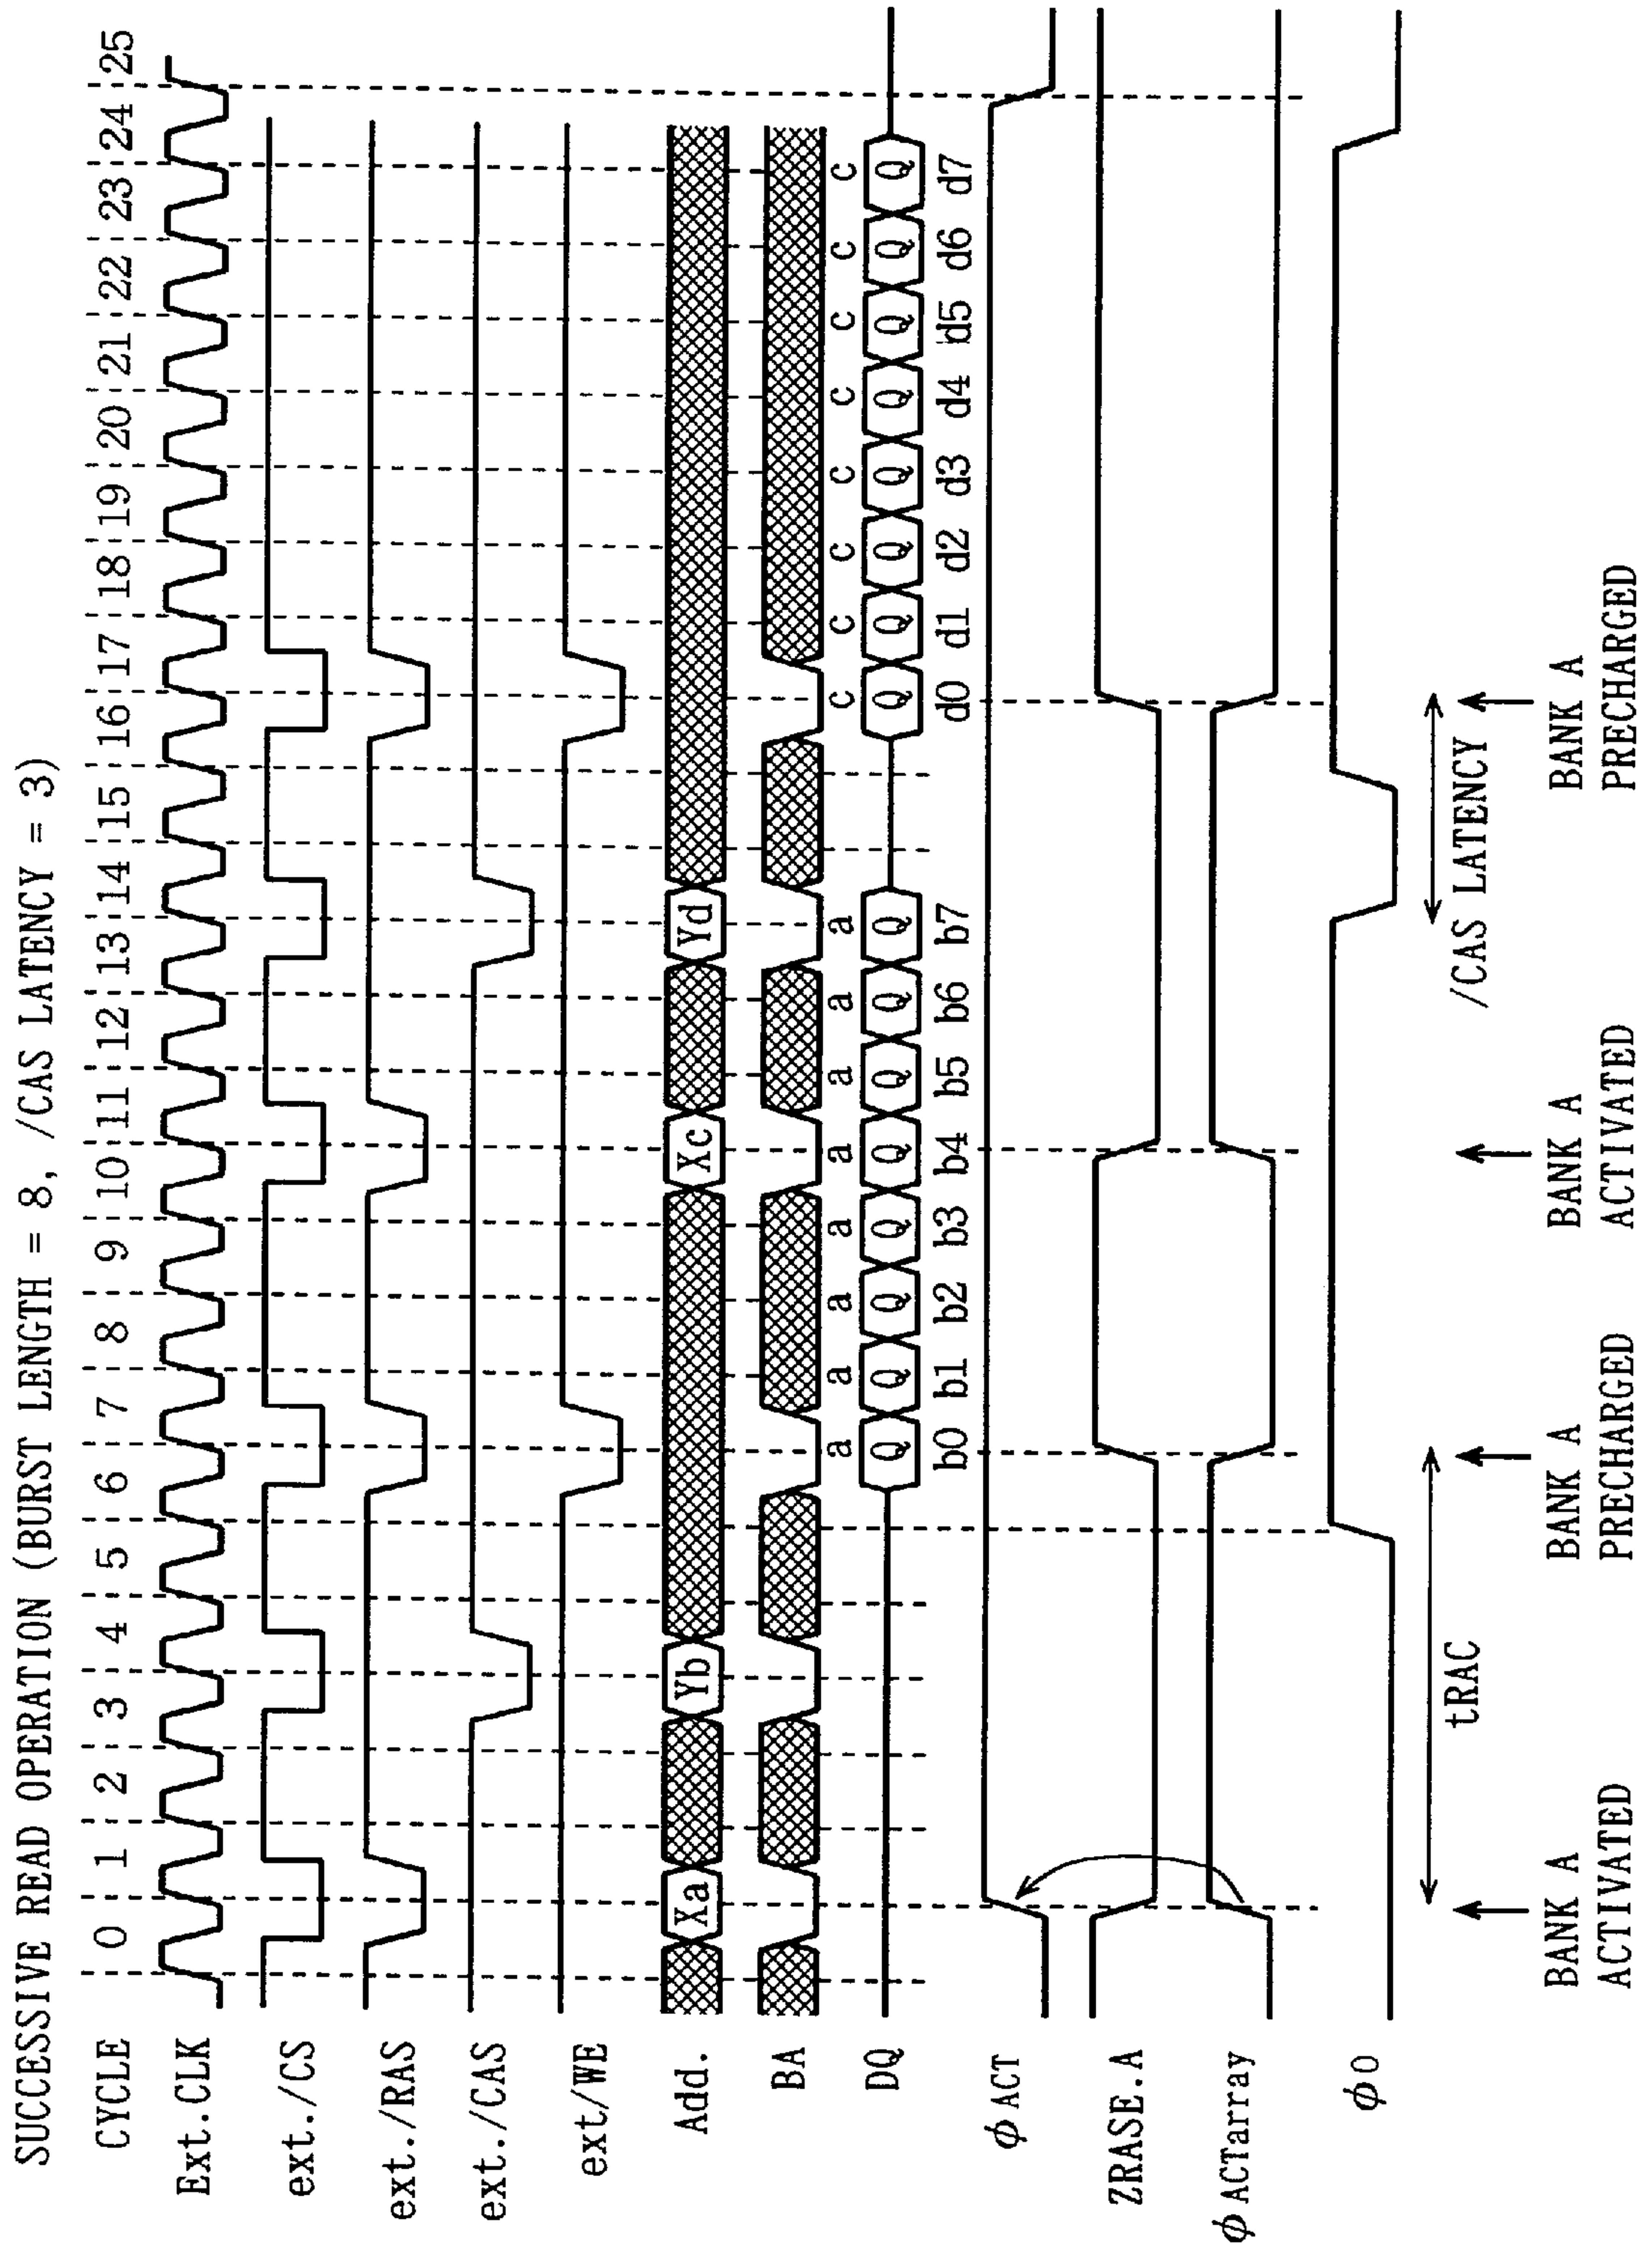 SUCCESSIVE READ OPERATION (BURST LENGTH = 8, /CAS LATENCY = 3)
CYCLE 0 1 2 3 4 5 6 7 8 9 10 11 12 13 14 15 16 17 18 19 20 21 22 23 24 25
Ext.CLK
ext./CS
ext./RAS
ext./CAS
ext/WE
Add. Xa Yb Xc Yd
BA
a a a a a a a a c c c c c c c c
DQ Q Q Q Q Q Q Q Q Q Q Q Q Q Q Q Q
b0 b1 b2 b3 b4 b5 b6 b7 d0 d1 d2 d3 d4 d5 d6 d7
φ ACT
ZRASE.A
φ ACTarray
φ O
tRAC /CAS LATENCY
BANK A ACTIVATED
BANK A PRECHARGED
BANK A ACTIVATED
BANK A PRECHARGED